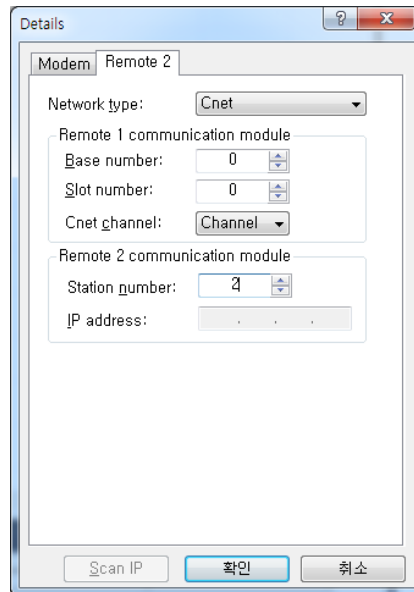 Details
Modem Remote 2
Network type: Cnet
Remote 1 communication module
Base number: 0
Slot number: 0
Cnet channel: Channel
Remote 2 communication module
Station number: 2
IP address: . . .
Scan IP 확인 취소